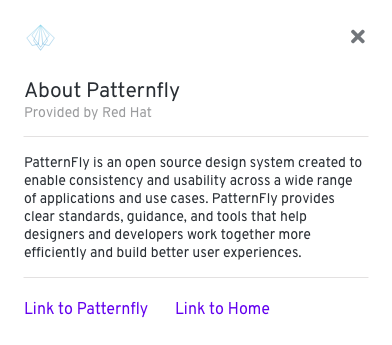 About Patternfly
Provided by Red Hat
PatternFly is an open source design system created to
enable consistency and usability across a wide range
of applications and use cases. PatternFly provides
clear standards, guidance, and tools that help
designers and developers work together more
efficiently and build better user experiences.
Link to Patternfly Link to Home